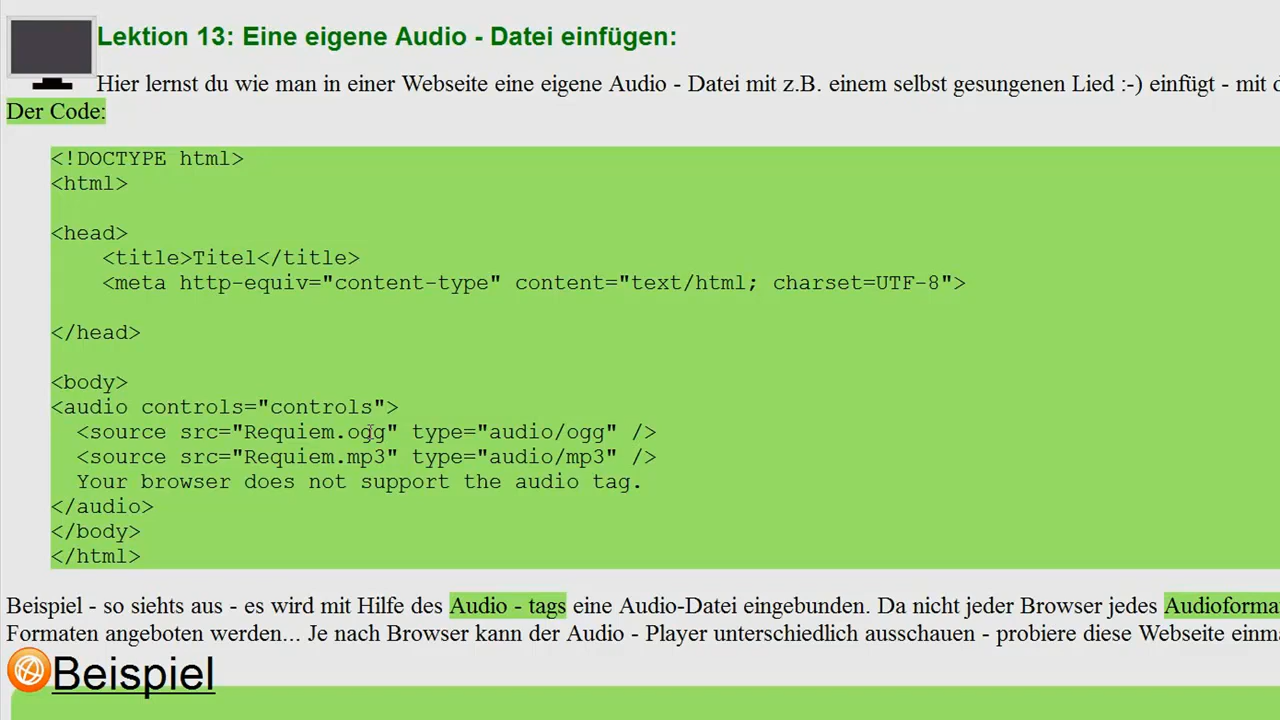 Lektion 13: Eine eigene Audio - Datei einfügen:
Hier lernst du wie man in einer Webseite eine eigene Audio - Datei mit z.B. einem selbst gesungenen Lied :-) einfügt - mit
Der Code:
<!DOCTYPE html>
<html>
<head>
<title>Titel</title>
<meta http-equiv="content-type" content="text/html; charset=UTF-8">
</head>
<body>
<audio controls="controls">
<source src="Requiem.ogg" type="audio/ogg" />
<source src="Requiem.mp3" type="audio/mp3" />
Your browser does not support the audio tag.
</audio>
</body>
</html>
Beispiel - so siehts aus - es wird mit Hilfe des Audio - tags eine Audio-Datei eingebunden. Da nicht jeder Browser jedes
Formaten angeboten werden... Je nach Browser kann der Audio - Player unterschiedlich ausschauen - probiere diese Webseite
Beispiel